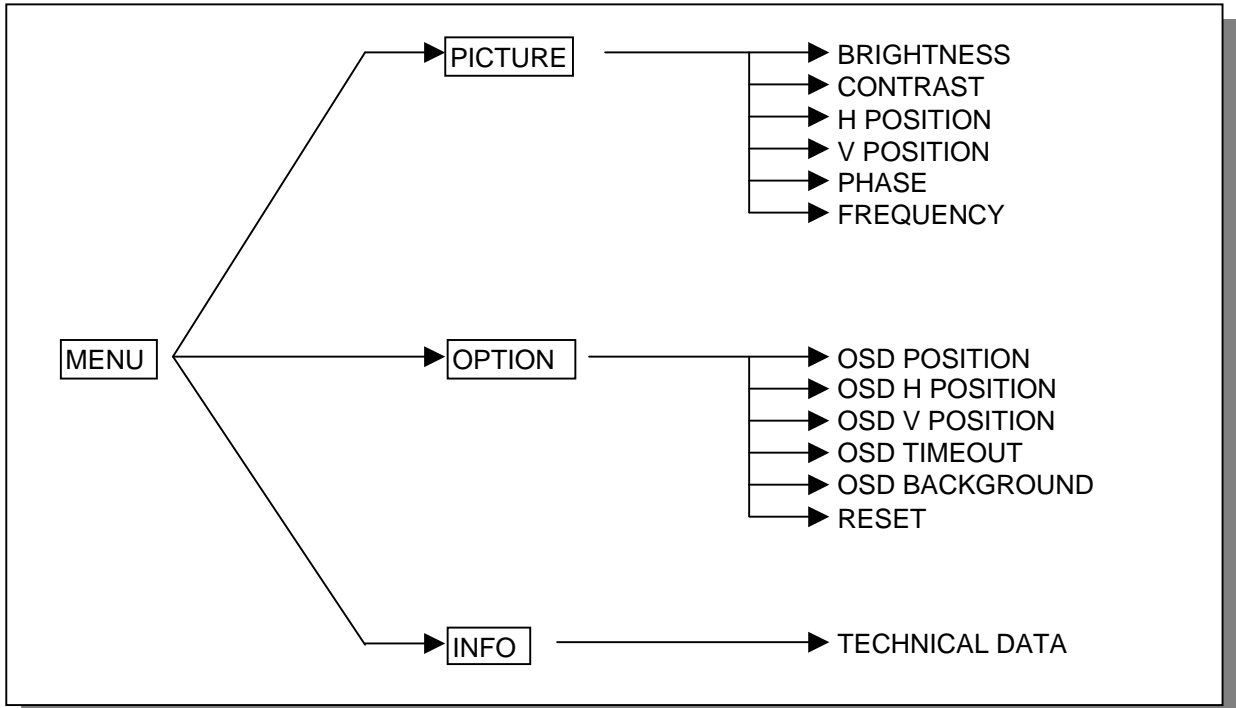 PICTURE
BRIGHTNESS
CONTRAST
H POSITION
V POSITION
PHASE
FREQUENCY
MENU
OPTION
OSD POSITION
OSD H POSITION
OSD V POSITION
OSD TIMEOUT
OSD BACKGROUND
RESET
INFO
TECHNICAL DATA